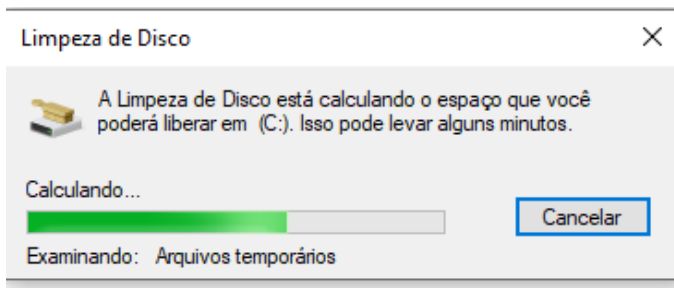 Limpeza de Disco
A Limpeza de Disco está calculando o espaço que você
poderá liberar em  (C:). Isso pode levar alguns minutos.
Calculando...
Cancelar
Examinando:   Arquivos temporários